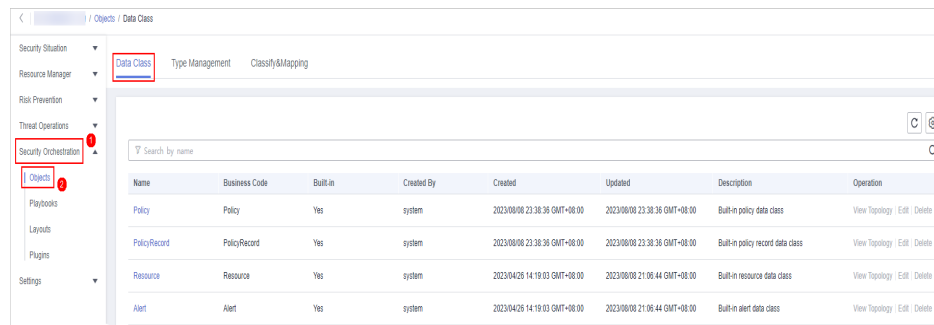 / Objects / Data Class
Security Situation
Resource Manager
Risk Prevention
Threat Operations
Security Orchestration
1
Objects
2
Playbooks
Layouts
Plugins
Settings
Data Class Type Management Classify&Mapping
Search by name
Name Business Code Built-in Created By Created Updated Description Operation
Policy Policy Yes system 2023/08/08 23:38:36 GMT+08:00 2023/08/08 23:38:36 GMT+08:00 Built-in policy data class View Topology | Edit | Delete
PolicyRecord PolicyRecord Yes system 2023/08/08 23:38:36 GMT+08:00 2023/08/08 23:38:36 GMT+08:00 Built-in policy record data class View Topology | Edit | Delete
Resource Resource Yes system 2023/04/26 14:19:03 GMT+08:00 2023/08/08 21:06:44 GMT+08:00 Built-in resource data class View Topology | Edit | Delete
Alert Alert Yes system 2023/04/26 14:19:03 GMT+08:00 2023/08/08 21:06:44 GMT+08:00 Built-in alert data class View Topology | Edit | Delete